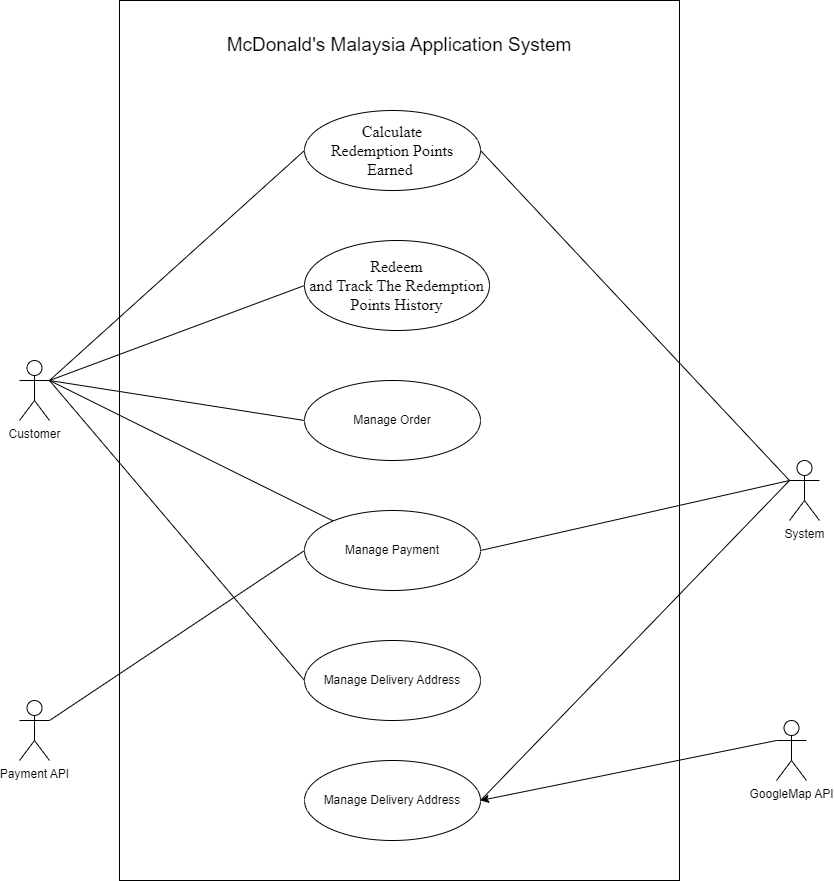 McDonald's Malaysia Application System
Calculate
Redemption Points
Earned
Redeem
and Track The Redemption
Points History
Customer
Manage Order
System
Manage Payment
Manage Delivery Address
Payment API
GoogleMap API
Manage Delivery Address